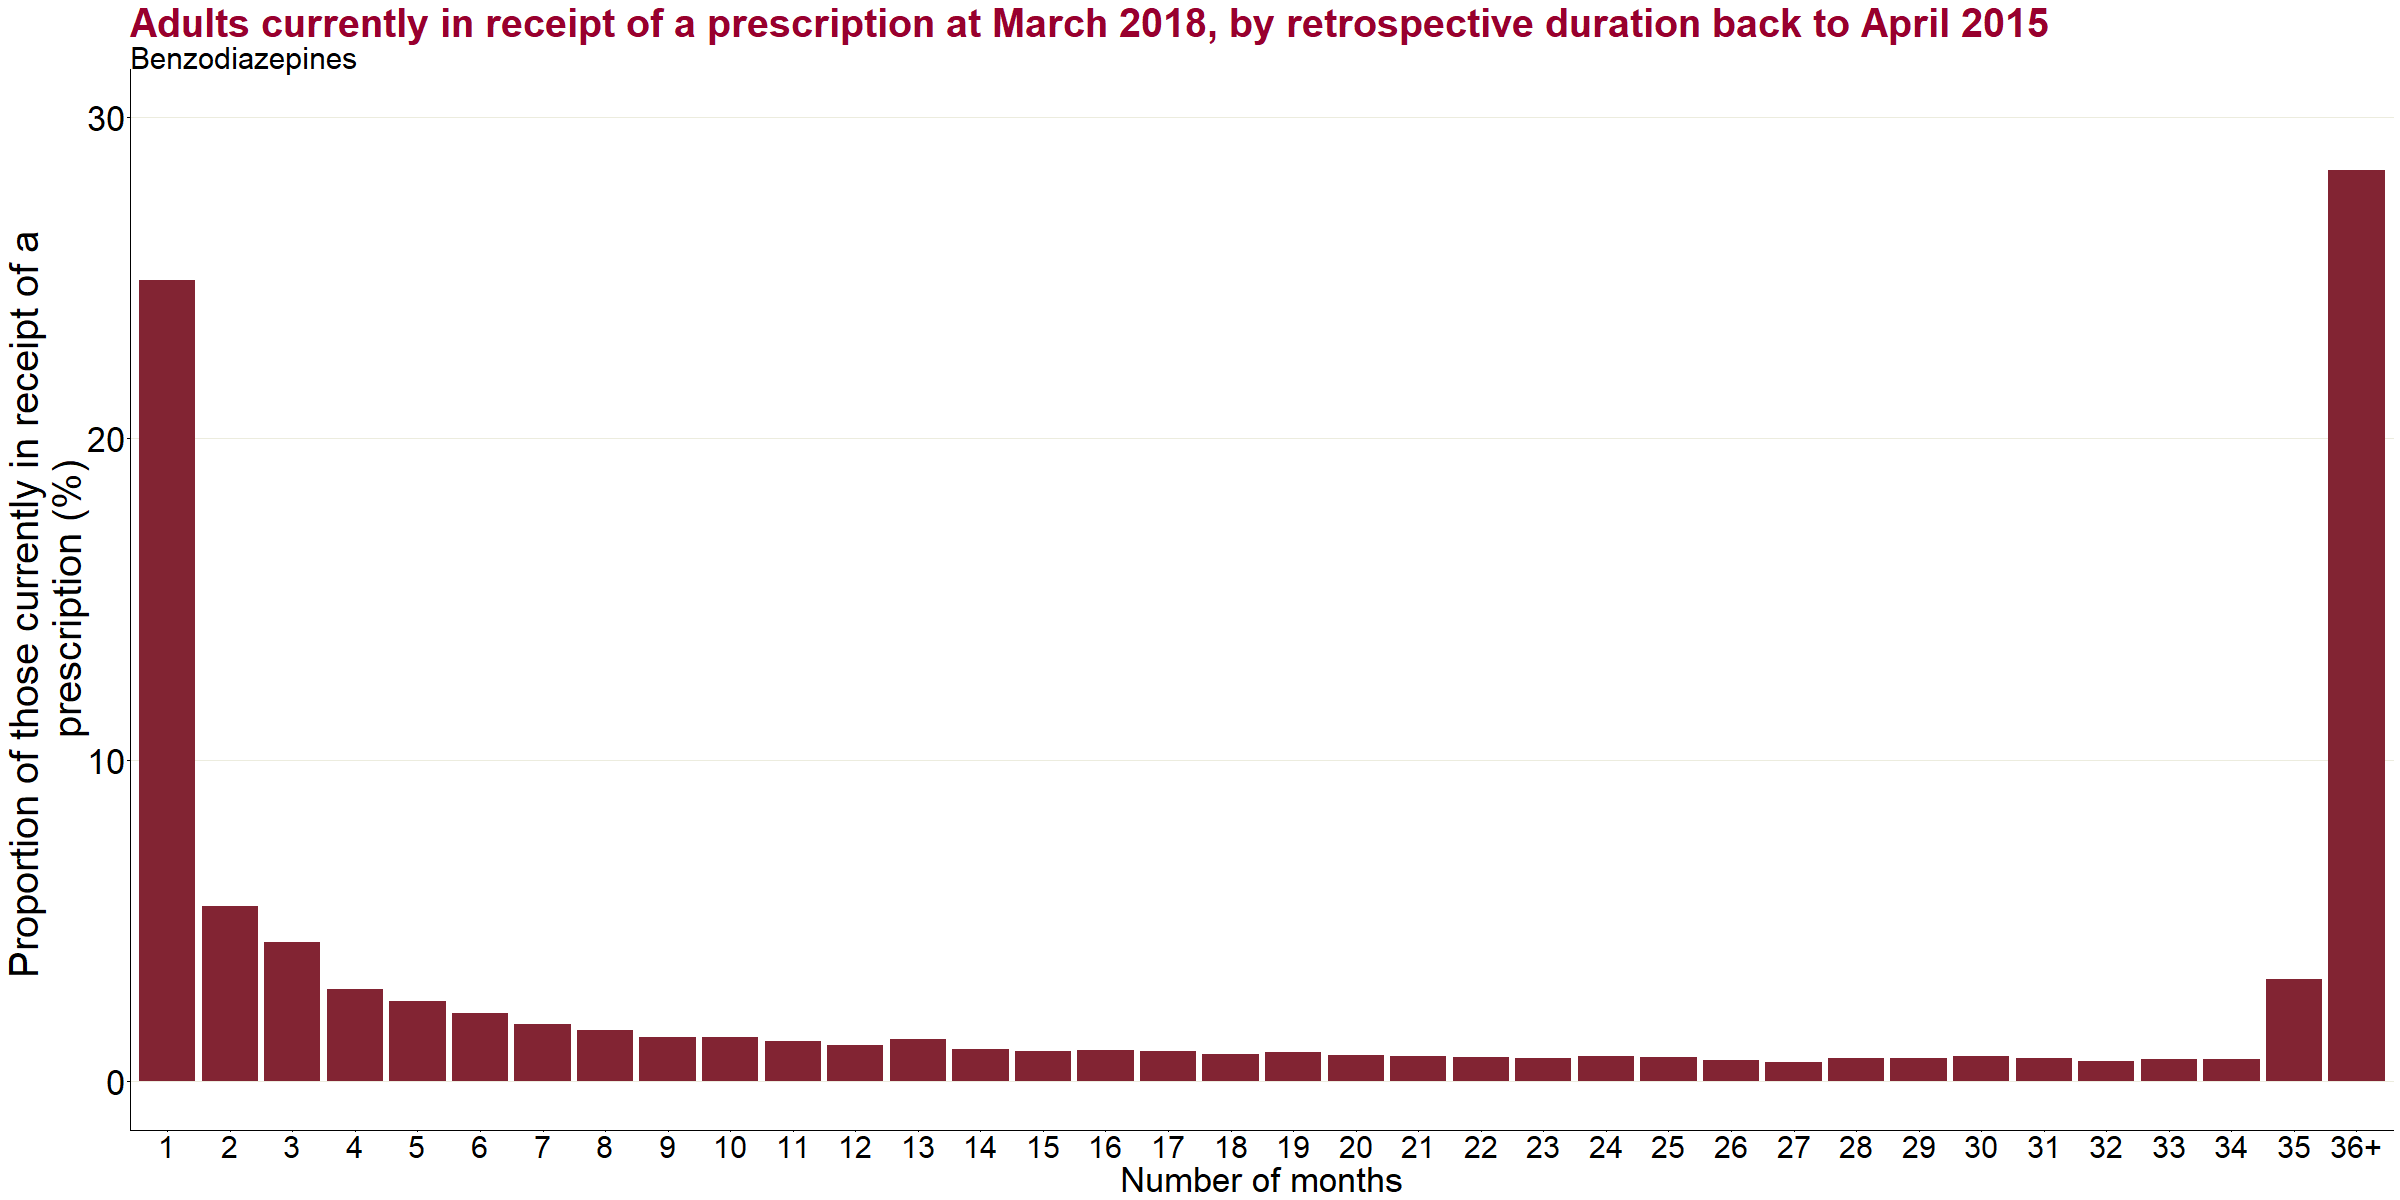 Adults currently in receipt of a prescription at March 2018, by retrospective duration back to April 2015
Benzodiazepines
Proportion of those currently in receipt of a
prescription (%)
30
20
10
0
1 2 3 4 5 6 7 8 9 10 11 12 13 14 15 16 17 18 19 20 21 22 23 24 25 26 27 28 29 30 31 32 33 34 35 36+
Number of months